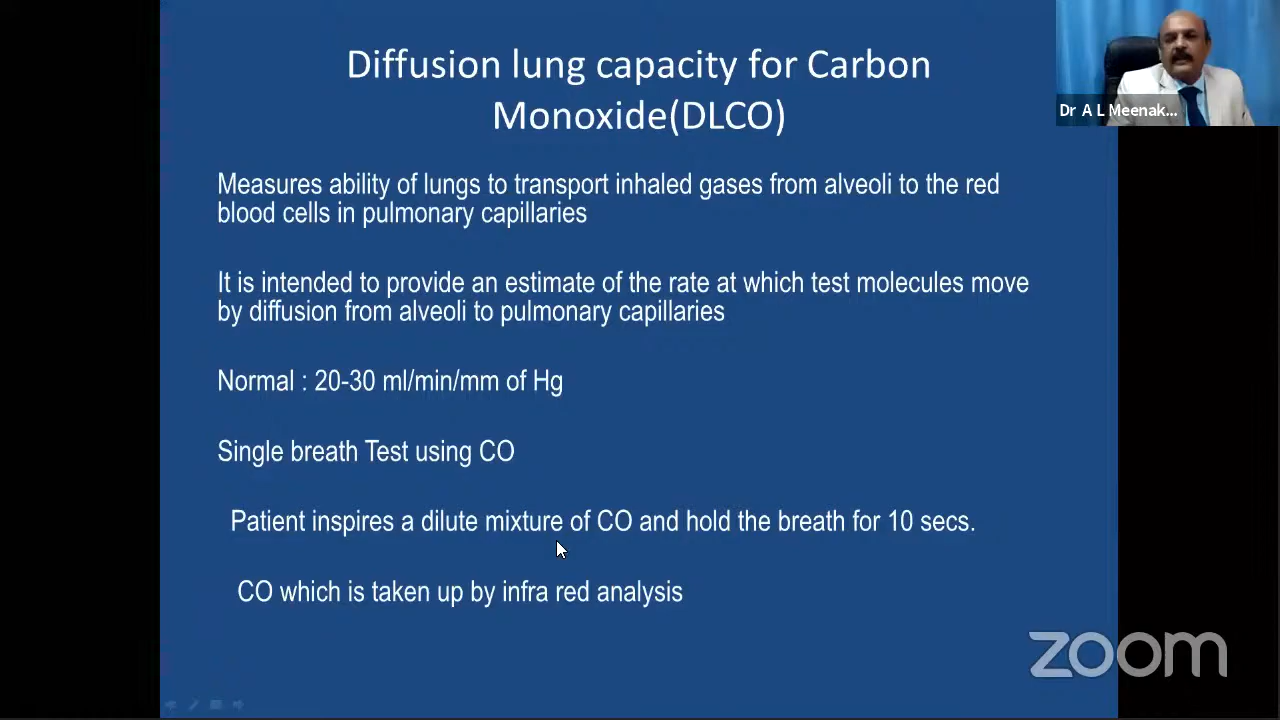 Diffusion lung capacity for Carbon
Monoxide(DLCO)
Dr A L Meenak...
Measures ability of lungs to transport inhaled gases from alveoli to the red
blood cells in pulmonary capillaries
It is intended to provide an estimate of the rate at which test molecules move
by diffusion from alveoli to pulmonary capillaries
Normal : 20-30 ml/min/mm of Hg
Single breath Test using CO
Patient inspires a dilute mixture of CO and hold the breath for 10 secs.
CO which is taken up by infra red analysis
zoom